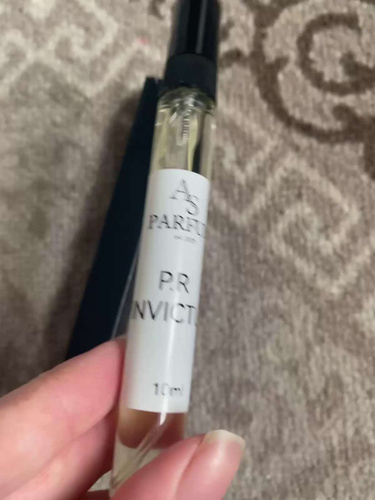 AS
PARFU
P.R
INVICT
10ml